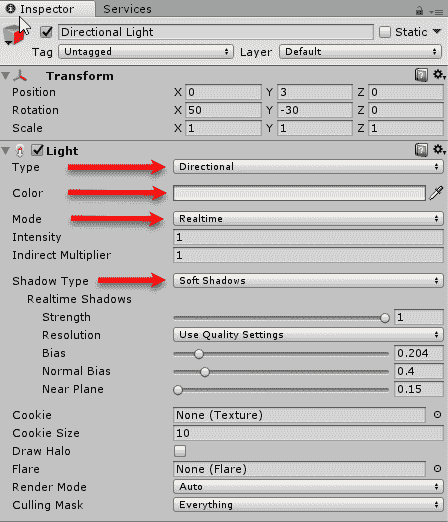 Inspector Services
Directional Light Static
Tag Untagged Layer Default
Transform
Position X 0 Y 3 Z 0
Rotation X 50 Y -30 Z 0
Scale X 1 Y 1 Z 1
Light
Type Directional
Color
Mode Realtime
Intensity 1
Indirect Multiplier 1
Shadow Type Soft Shadows
Realtime Shadows
Strength 1
Resolution Use Quality Settings
Bias 0.204
Normal Bias 0.4
Near Plane 0.15
Cookie None (Texture)
Cookie Size 10
Draw Halo
Flare None (Flare)
Render Mode Auto
Culling Mask Everything